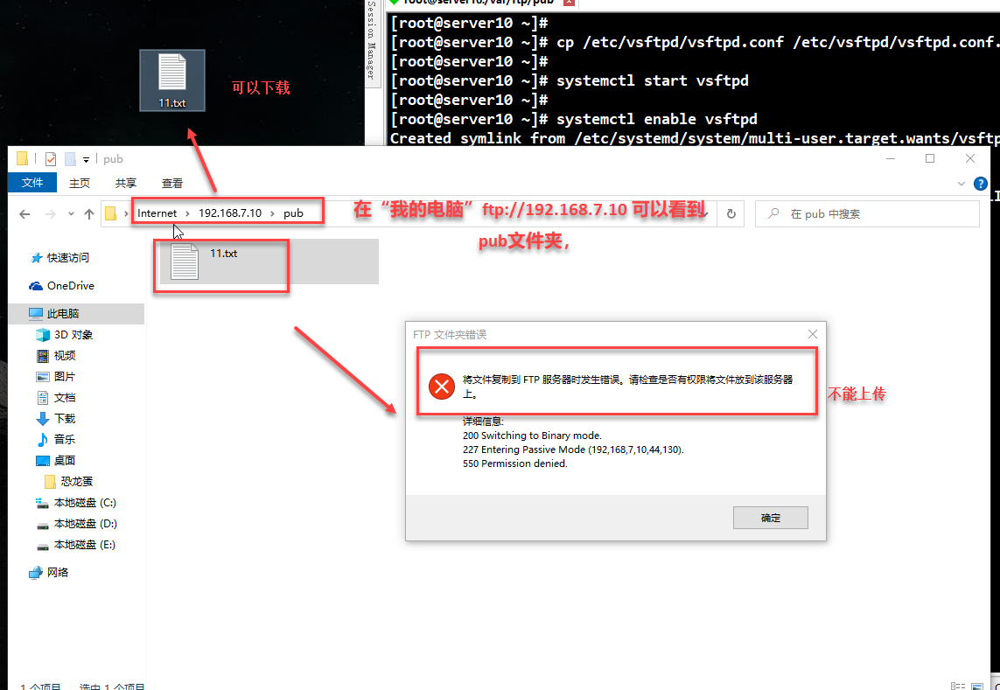 Session Manager
root@server10:/var/ftp/pub
[root@server10 ~]#
[root@server10 ~]# cp /etc/vsftpd/vsftpd.conf /etc/vsftpd/vsftpd.conf.
[root@server10 ~]#
[root@server10 ~]# systemctl start vsftpd
[root@server10 ~]#
[root@server10 ~]# systemctl enable vsftpd
Created symlink from /etc/systemd/system/multi-user.target.wants/vsftp
11.txt
可以下载
pub
文件 主页 共享 查看
Internet › 192.168.7.10 › pub
在 pub 中搜索
在“我的电脑”ftp://192.168.7.10 可以看到
pub文件夹，
11.txt
快速访问
OneDrive
此电脑
3D 对象
视频
图片
文档
下载
音乐
桌面
恐龙蛋
本地磁盘 (C:)
本地磁盘 (D:)
本地磁盘 (E:)
网络
FTP 文件夹错误
将文件复制到 FTP 服务器时发生错误。请检查是否有权限将文件放到该服务器
上。
不能上传
详细信息:
200 Switching to Binary mode.
227 Entering Passive Mode (192,168,7,10,44,130).
550 Permission denied.
确定
1 个项目 选中 1 个项目